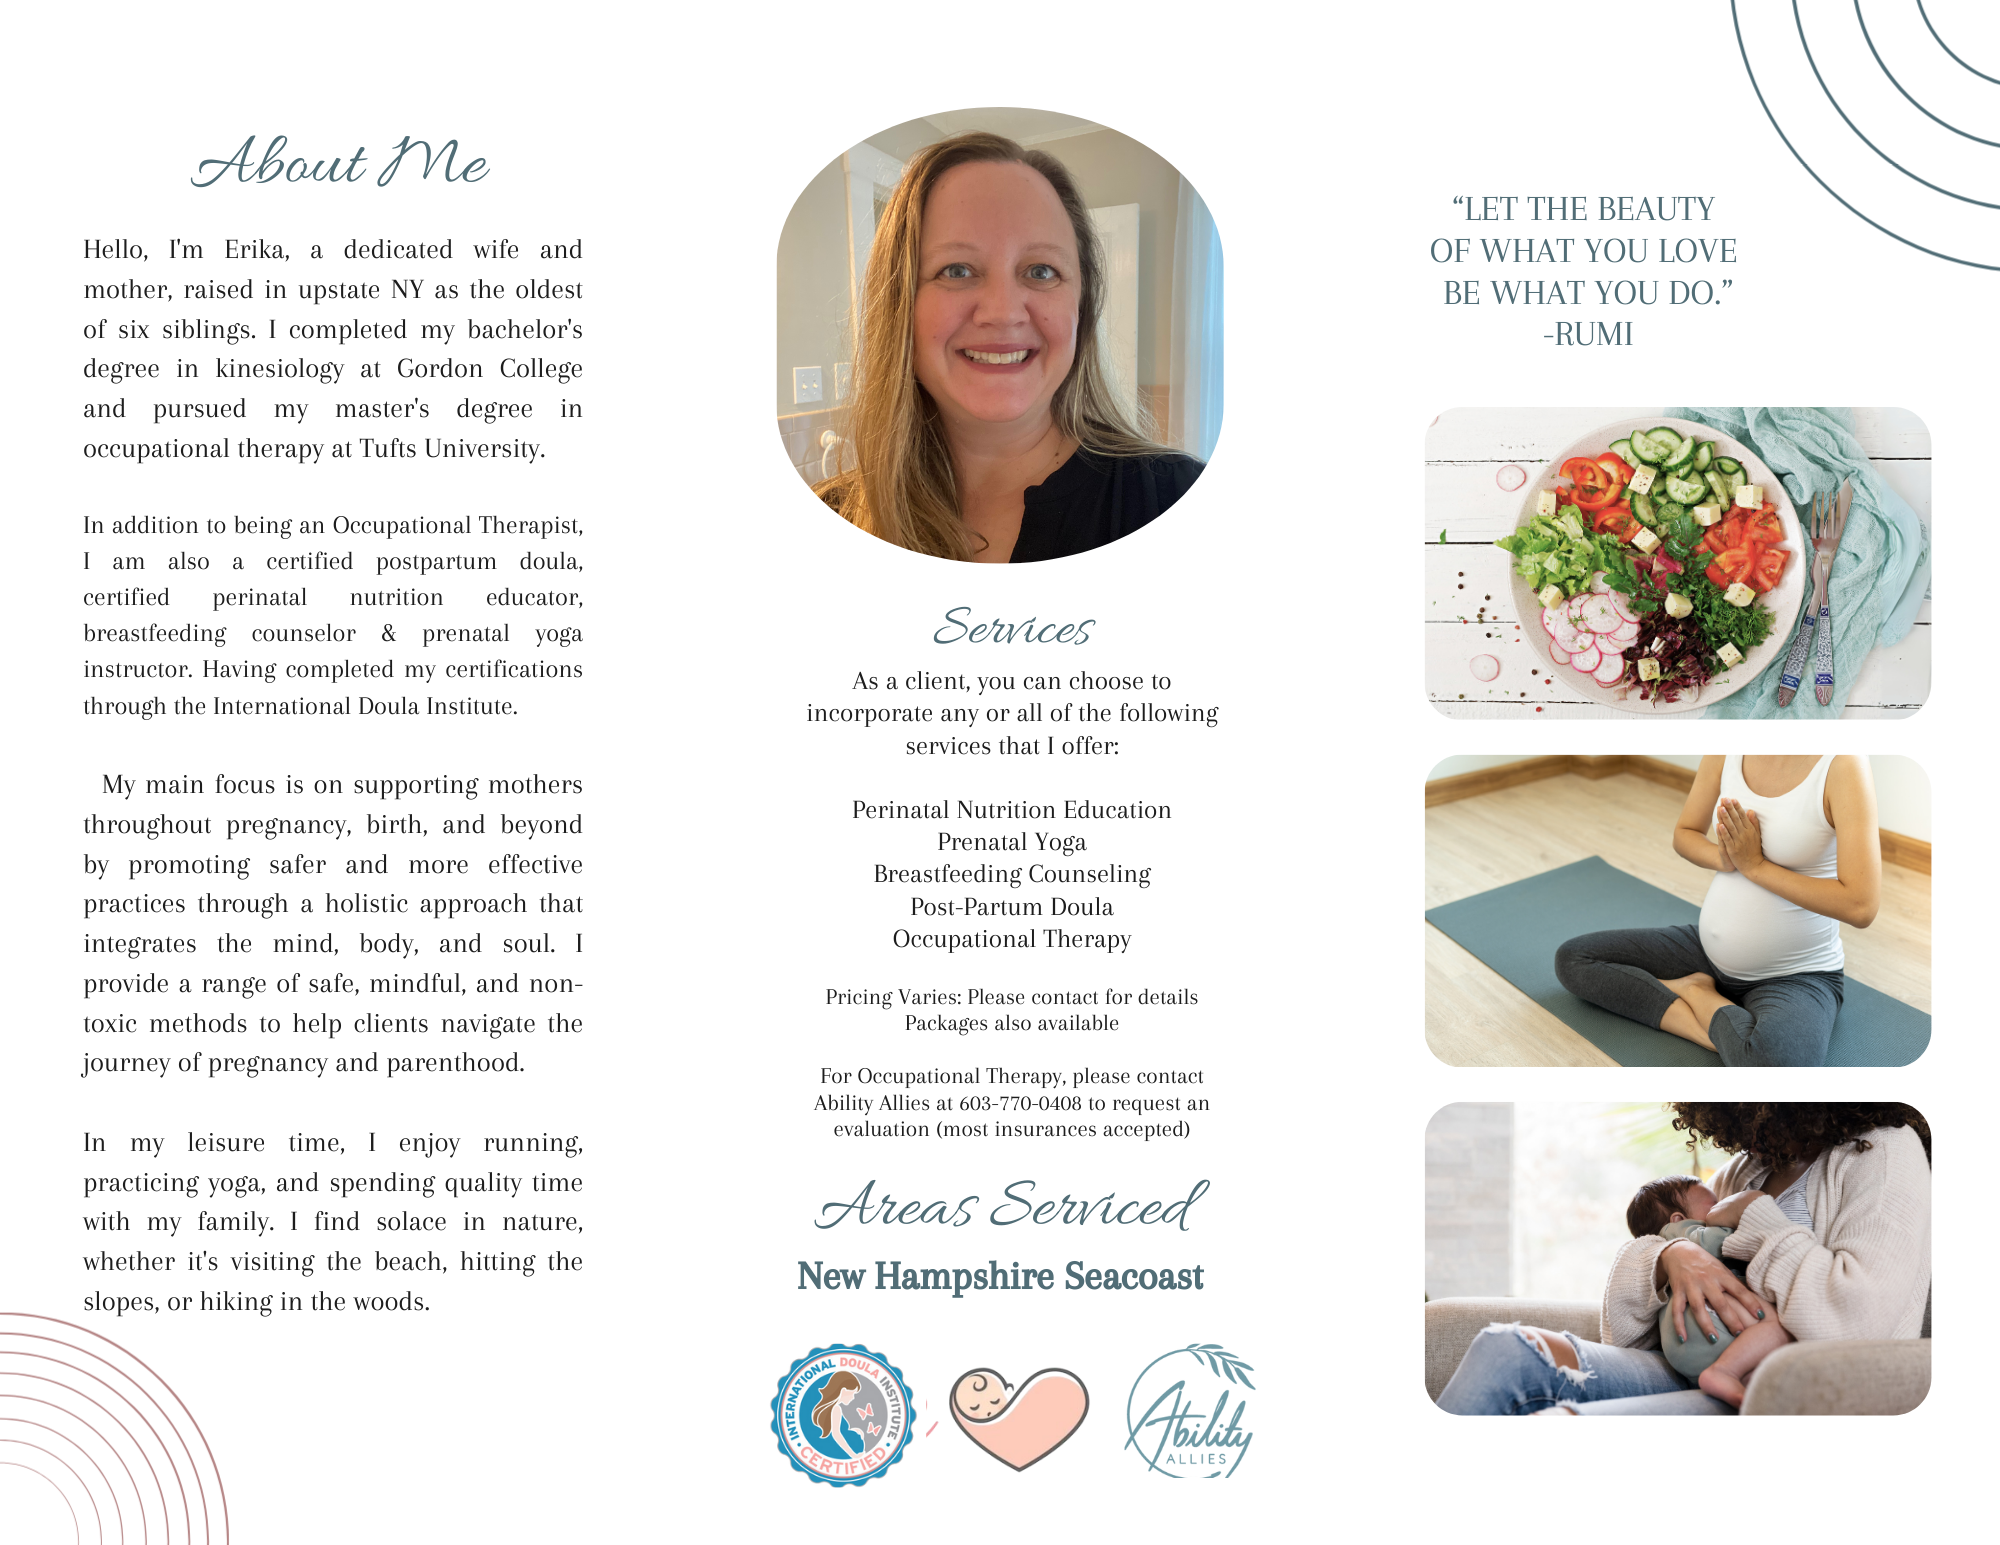 About Me
Hello, I'm Erika, a dedicated wife and
mother, raised in upstate NY as the oldest
of six siblings. I completed my bachelor's
degree in kinesiology at Gordon College
and pursued my master's degree in
occupational therapy at Tufts University.
In addition to being an Occupational Therapist,
I am also a certified postpartum doula,
certified perinatal nutrition educator,
breastfeeding counselor & prenatal yoga
instructor. Having completed my certifications
through the International Doula Institute.
My main focus is on supporting mothers
throughout pregnancy, birth, and beyond
by promoting safer and more effective
practices through a holistic approach that
integrates the mind, body, and soul. I
provide a range of safe, mindful, and non-
toxic methods to help clients navigate the
journey of pregnancy and parenthood.
In my leisure time, I enjoy running,
practicing yoga, and spending quality time
with my family. I find solace in nature,
whether it's visiting the beach, hitting the
slopes, or hiking in the woods.
Services
As a client, you can choose to
incorporate any or all of the following
services that I offer:
Perinatal Nutrition Education
Prenatal Yoga
Breastfeeding Counseling
Post-Partum Doula
Occupational Therapy
Pricing Varies: Please contact for details
Packages also available
For Occupational Therapy, please contact
Ability Allies at 603-770-0408 to request an
evaluation (most insurances accepted)
Areas Serviced
New Hampshire Seacoast
INTERNATIONAL DOULA INSTITUTE
CERTIFIED
Ability
ALLIES
“LET THE BEAUTY
OF WHAT YOU LOVE
BE WHAT YOU DO.”
-RUMI